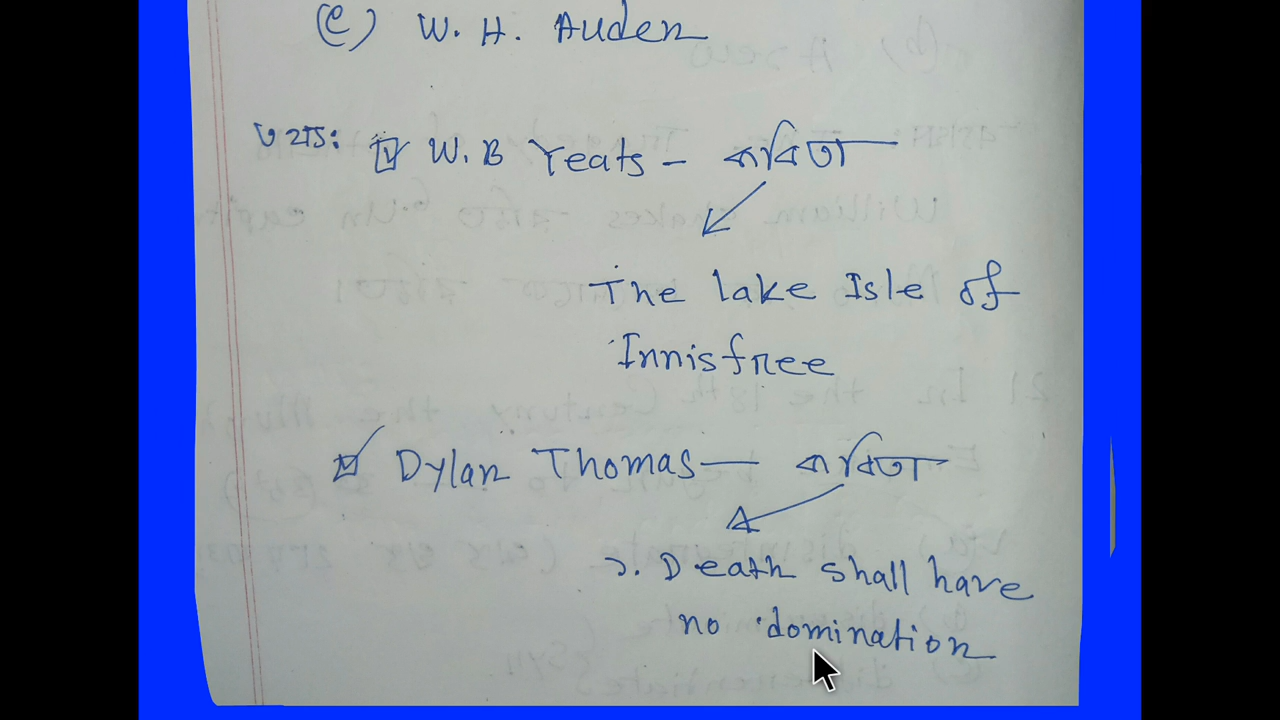 (e) W. H. Auden
W. B Yeats - কবিতা
The lake Isle of
Innisfree
Dylan Thomas — কবিতা
১. Death shall have
no domination